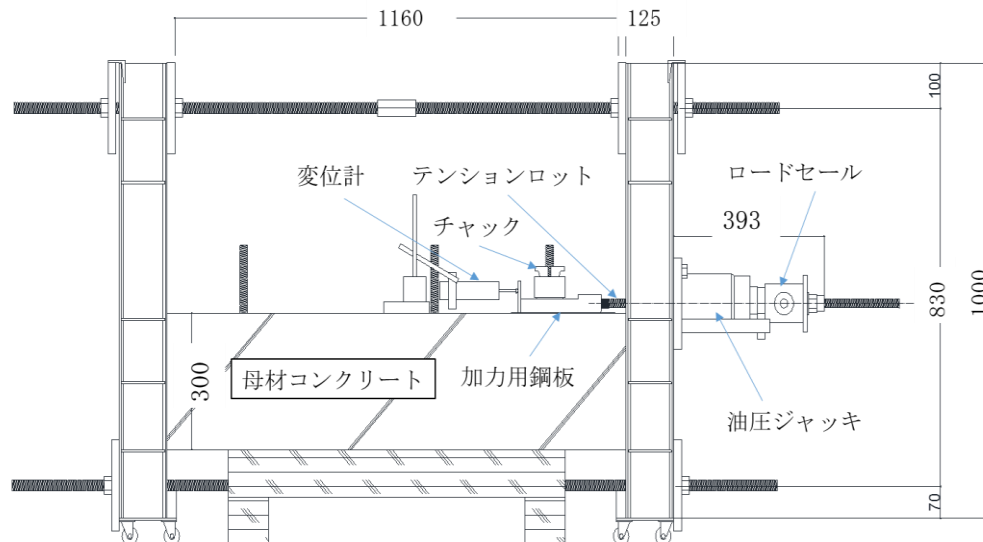 1160
125
100
変位計
テンションロット
ロードセール
チャック
393
830
1000
300
母材コンクリート
加力用鋼板
油圧ジャッキ
70